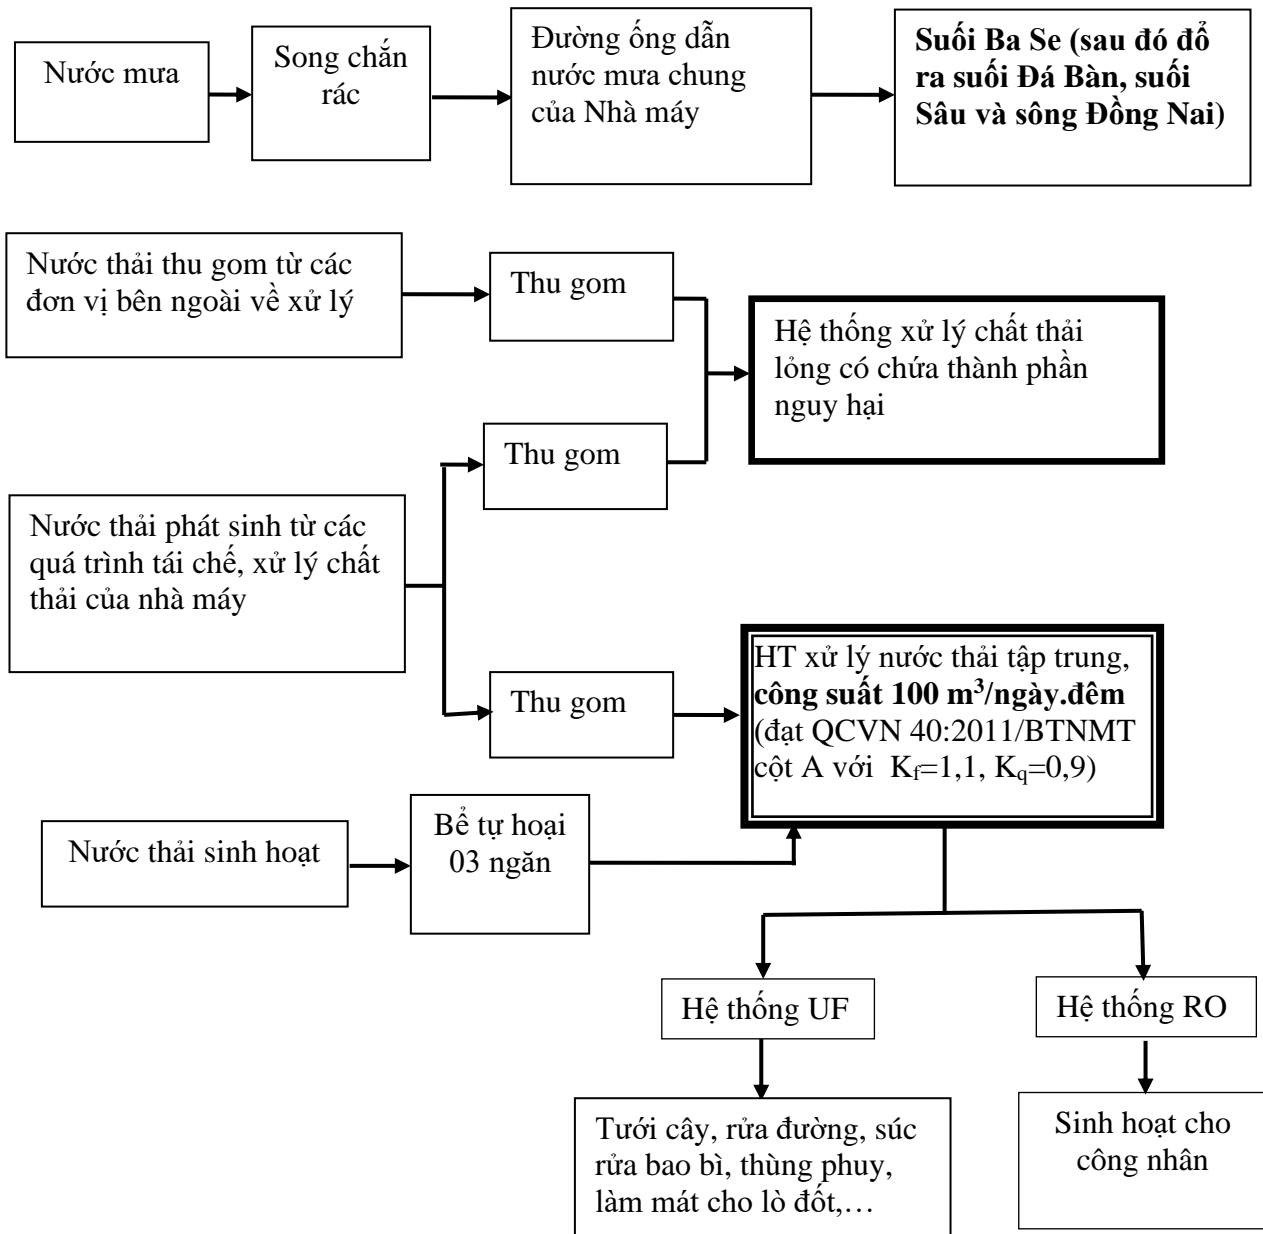 Nước mưa
Song chắn
rác
Đường ống dẫn
nước mưa chung
của Nhà máy
Suối Ba Se (sau đó đổ
ra suối Đá Bàn, suối
Sâu và sông Đồng Nai)
Nước thải thu gom từ các
đơn vị bên ngoài về xử lý
Thu gom
Hệ thống xử lý chất thải
lỏng có chứa thành phần
nguy hại
Thu gom
Nước thải phát sinh từ các
quá trình tái chế, xử lý chất
thải của nhà máy
Thu gom
HT xử lý nước thải tập trung,
công suất 100 m³/ngày.đêm
(đạt QCVN 40:2011/BTNMT
cột A với K_f=1,1, K_q=0,9)
Nước thải sinh hoạt
Bể tự hoại
03 ngăn
Hệ thống UF
Hệ thống RO
Tưới cây, rửa đường, súc
rửa bao bì, thùng phuy,
làm mát cho lò đốt,…
Sinh hoạt cho
công nhân